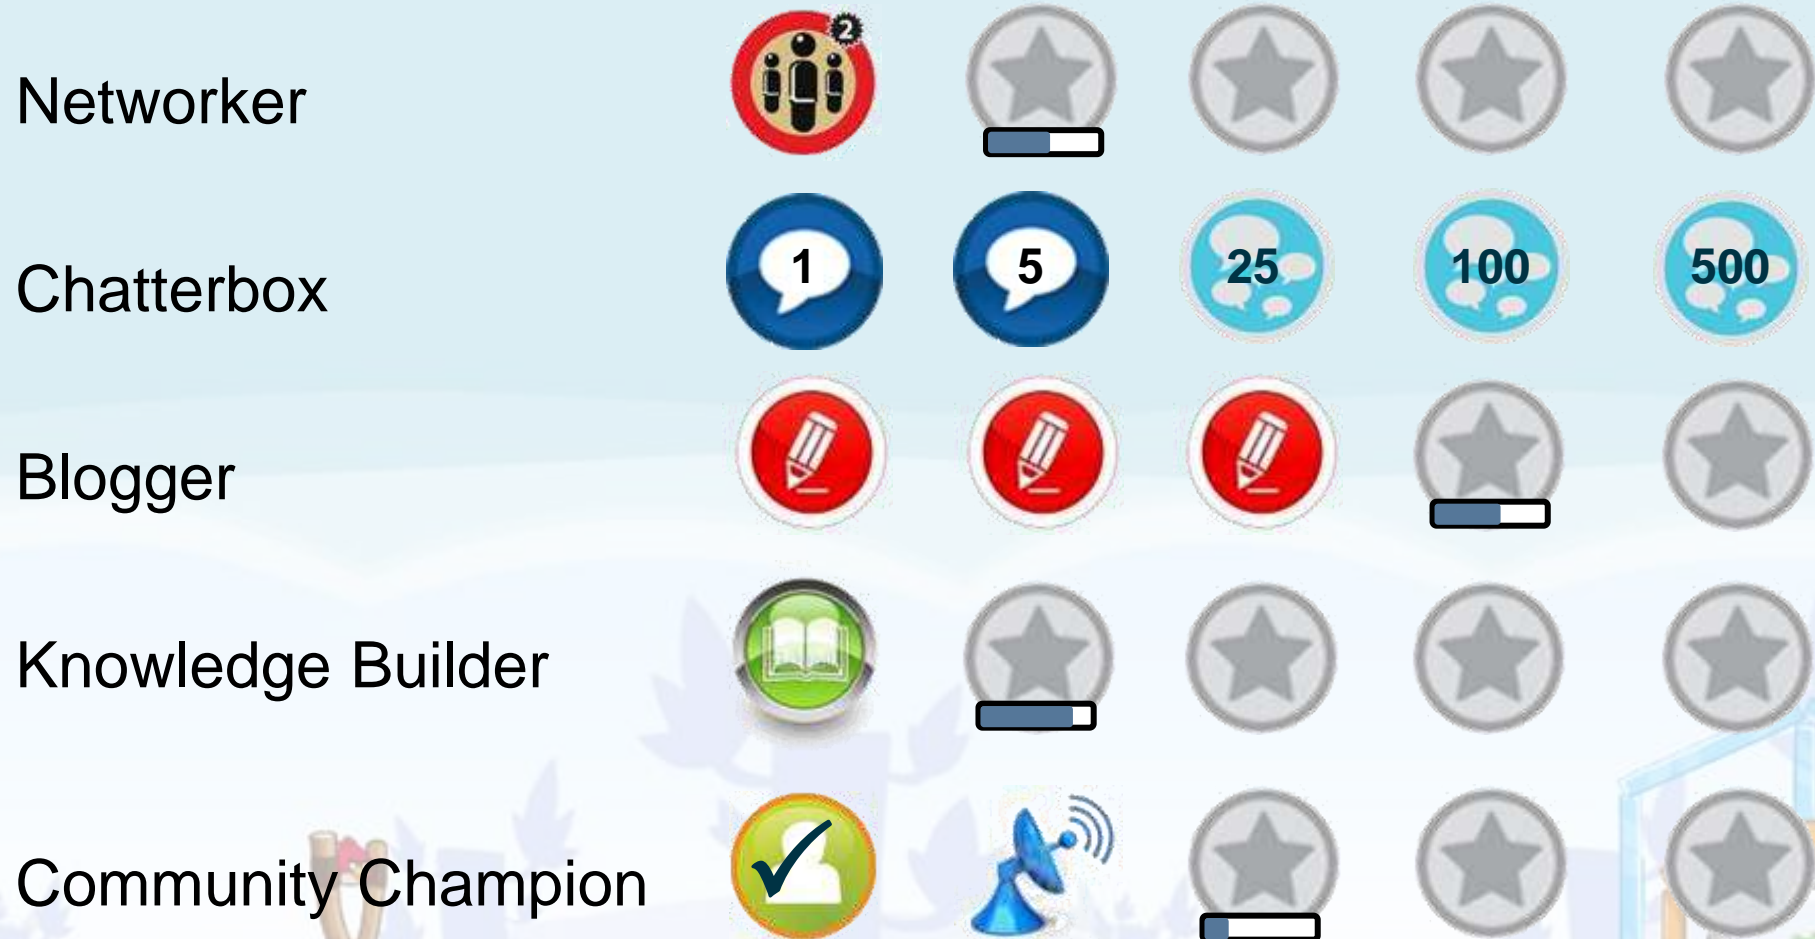 Networker
2
Chatterbox
1 5 25 100 500
Blogger
Knowledge Builder
Community Champion